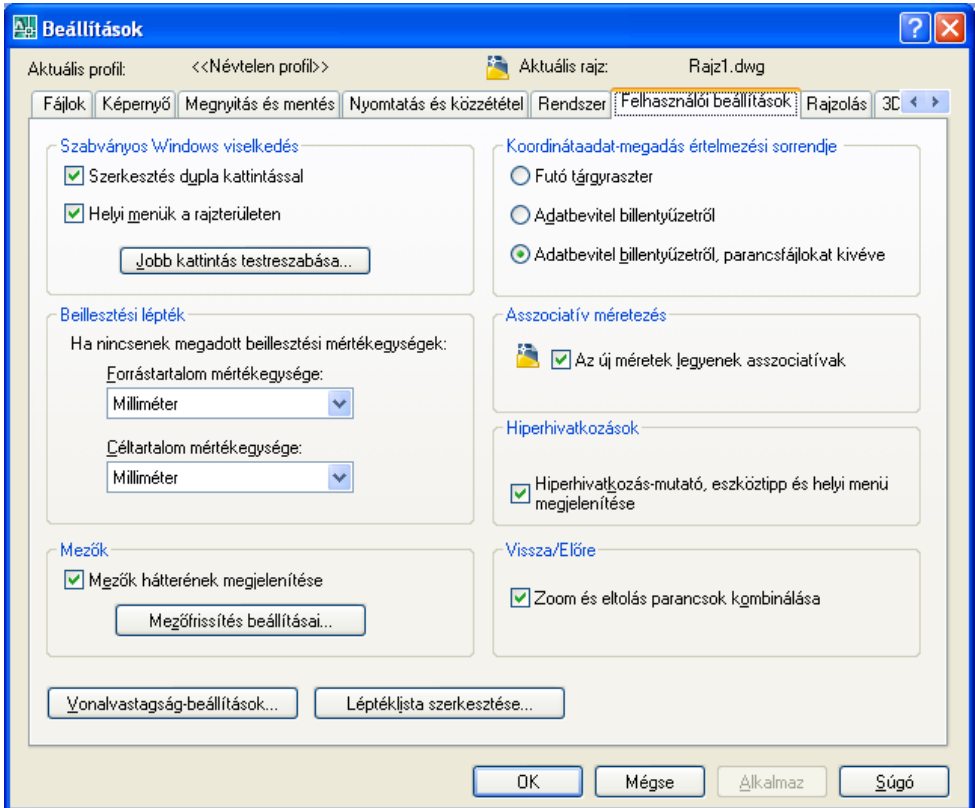 Beállítások
Aktuális profil: <<Névtelen profil>> Aktuális rajz: Rajz1.dwg
Fájlok Képernyő Megnyitás és mentés Nyomtatás és közzététel Rendszer Felhasználói beállítások Rajzolás 3D
Szabványos Windows viselkedés
Szerkesztés dupla kattintással
Helyi menük a rajzterületen
Jobb kattintás testreszabása...
Beillesztési lépték
Ha nincsenek megadott beillesztési mértékegységek:
Forrástartalom mértékegysége:
Milliméter
Céltartalom mértékegysége:
Milliméter
Mezők
Mezők hátterének megjelenítése
Mezőfrissítés beállításai...
Koordinátaadat-megadás értelmezési sorrendje
Futó tárgyraszter
Adatbevitel billentyűzetről
Adatbevitel billentyűzetről, parancsfájlokat kivéve
Asszociatív méretezés
Az új méretek legyenek asszociatívak
Hiperhivatkozások
Hiperhivatkozás-mutató, eszköztipp és helyi menü
megjelenítése
Vissza/Előre
Zoom és eltolás parancsok kombinálása
Vonalvastagság-beállítások... Léptéklista szerkesztése...
OK Mégse Alkalmaz Súgó